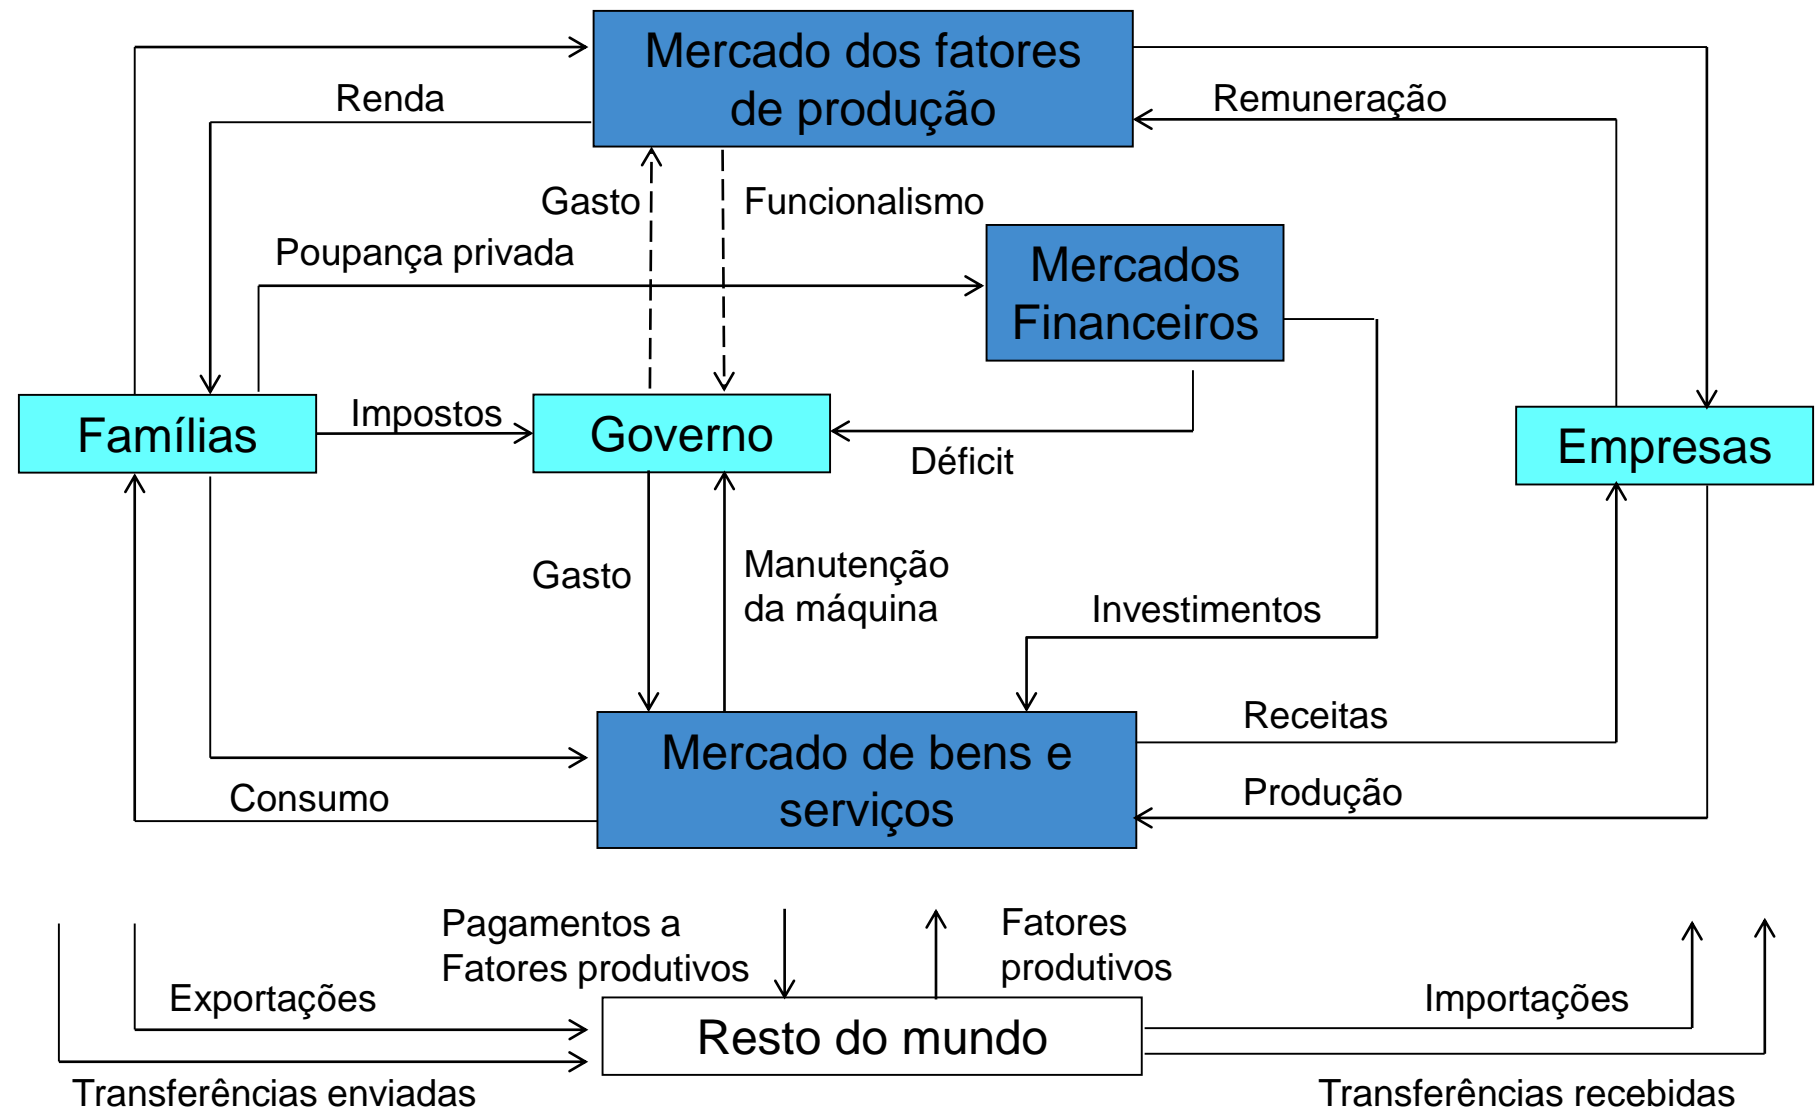 Mercado dos fatores
de produção
Renda
Remuneração
Gasto
Funcionalismo
Poupança privada
Mercados
Financeiros
Impostos
Famílias
Governo
Empresas
Déficit
Gasto
Manutenção
da máquina
Investimentos
Receitas
Mercado de bens e
serviços
Consumo
Produção
Pagamentos a
Fatores produtivos
Fatores
produtivos
Exportações
Importações
Resto do mundo
Transferências enviadas
Transferências recebidas